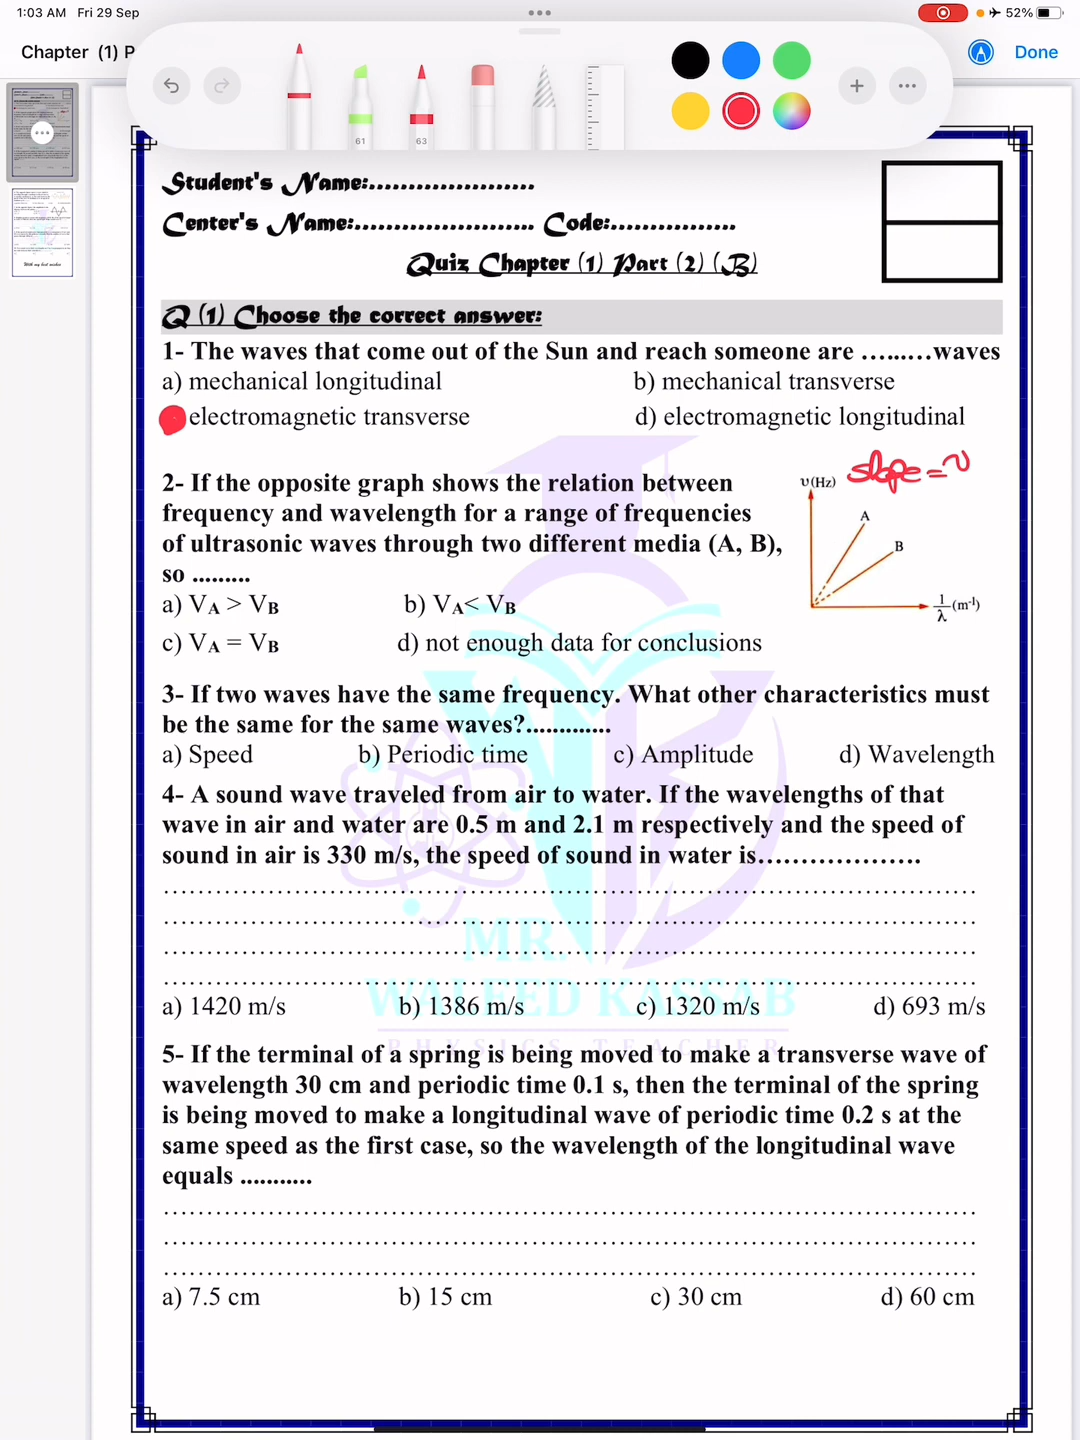 1:03 AM Fri 29 Sep
52%
Chapter (1) P
Done
61
63
Student's Name:....................
Center's Name:....................... Code:................
Quiz Chapter (1) Part (2) (B)
Q (1) Choose the correct answer:
1- The waves that come out of the Sun and reach someone are .........waves
a) mechanical longitudinal b) mechanical transverse
electromagnetic transverse d) electromagnetic longitudinal
slope = υ
2- If the opposite graph shows the relation between
frequency and wavelength for a range of frequencies
of ultrasonic waves through two different media (A, B),
so .........
υ(Hz)
A
B
1/λ (m-1)
a) VA > VB b) VA< VB
c) VA = VB d) not enough data for conclusions
3- If two waves have the same frequency. What other characteristics must
be the same for the same waves?.............
a) Speed b) Periodic time c) Amplitude d) Wavelength
4- A sound wave traveled from air to water. If the wavelengths of that
wave in air and water are 0.5 m and 2.1 m respectively and the speed of
sound in air is 330 m/s, the speed of sound in water is...................
MR.
WALEED KASSAB
PHYSICS TEACHER
a) 1420 m/s b) 1386 m/s c) 1320 m/s d) 693 m/s
5- If the terminal of a spring is being moved to make a transverse wave of
wavelength 30 cm and periodic time 0.1 s, then the terminal of the spring
is being moved to make a longitudinal wave of periodic time 0.2 s at the
same speed as the first case, so the wavelength of the longitudinal wave
equals ...........
a) 7.5 cm b) 15 cm c) 30 cm d) 60 cm